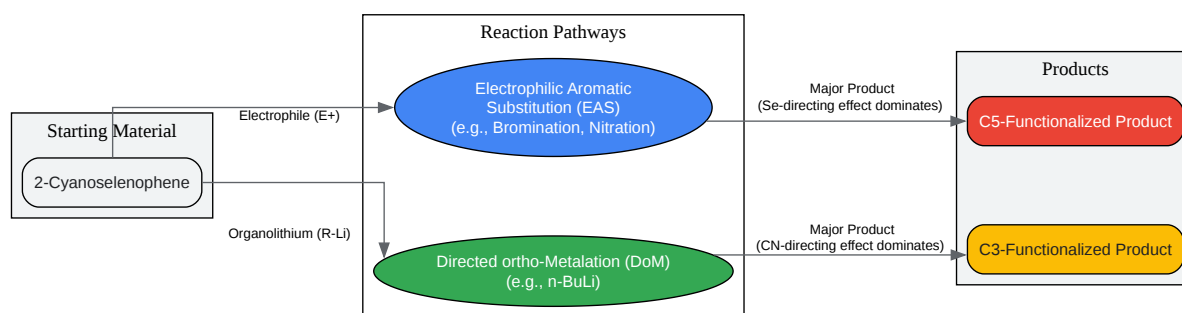 Reaction Pathways
Electrophilic Aromatic
Substitution (EAS)
(e.g., Bromination, Nitration)
Electrophile (E+)
Major Product
(Se-directing effect dominates)
Products
C5-Functionalized Product
Starting Material
2-Cyanoselenophene
Organolithium (R-Li)
Directed ortho-Metalation (DoM)
(e.g., n-BuLi)
Major Product
(CN-directing effect dominates)
C3-Functionalized Product